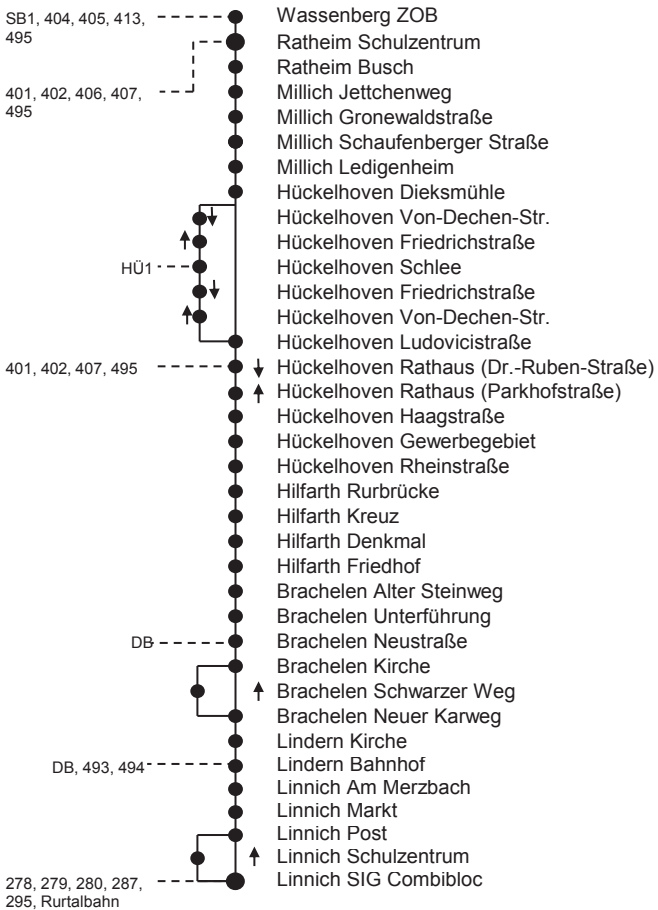 SB1, 404, 405, 413,
495
Wassenberg ZOB
Ratheim Schulzentrum
Ratheim Busch
401, 402, 406, 407,
495
Millich Jettchenweg
Millich Gronewaldstraße
Millich Schaufenberger Straße
Millich Ledigenheim
Hückelhoven Dieksmühle
Hückelhoven Von-Dechen-Str.
Hückelhoven Friedrichstraße
HÜ1
Hückelhoven Schlee
Hückelhoven Friedrichstraße
Hückelhoven Von-Dechen-Str.
Hückelhoven Ludovicistraße
401, 402, 407, 495
Hückelhoven Rathaus (Dr.-Ruben-Straße)
Hückelhoven Rathaus (Parkhofstraße)
Hückelhoven Haagstraße
Hückelhoven Gewerbegebiet
Hückelhoven Rheinstraße
Hilfarth Rurbrücke
Hilfarth Kreuz
Hilfarth Denkmal
Hilfarth Friedhof
Brachelen Alter Steinweg
Brachelen Unterführung
DB
Brachelen Neustraße
Brachelen Kirche
Brachelen Schwarzer Weg
Brachelen Neuer Karweg
Lindern Kirche
DB, 493, 494
Lindern Bahnhof
Linnich Am Merzbach
Linnich Markt
Linnich Post
Linnich Schulzentrum
278, 279, 280, 287,
295, Rurtalbahn
Linnich SIG Combibloc